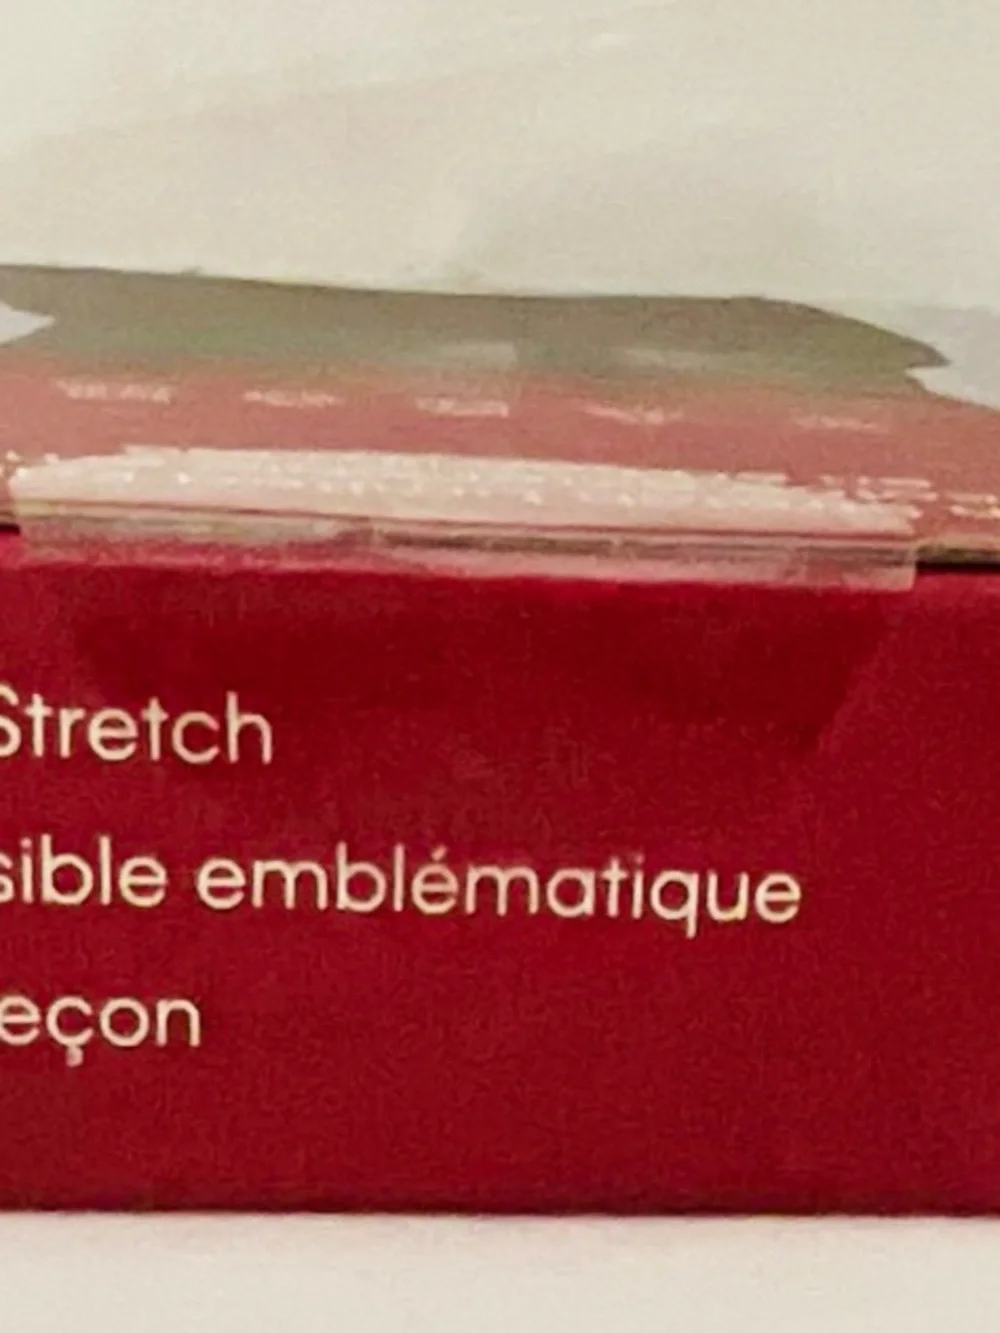 Stretch
sible emblématique
eçon